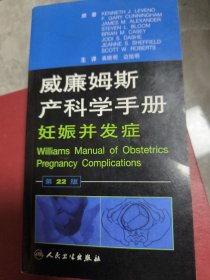 原著
KENNETH J. LEVENO
F. GARY CUNNINGHAM
JAMES M. ALEXANDER
STEVEN L. BLOOM
BRIAN M. CASEY
JODI S. DASHE
JEANNE S. SHEFFIELD
SCOTT W. ROBERTS
主译
威廉姆斯
产科学手册
妊娠并发症
Williams Manual of Obstetrics
Pregnancy Complications
第22版
人民卫生出版社